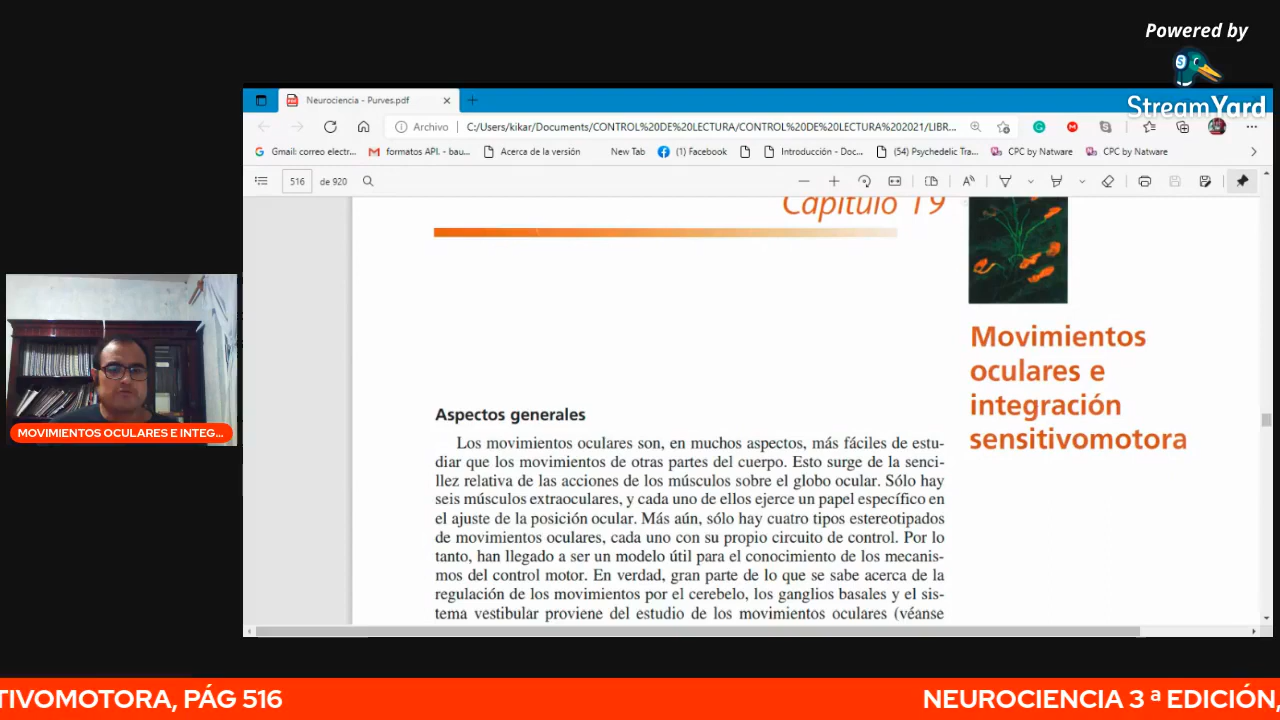 Powered by
StreamYard
Neurociencia - Purves.pdf
Archivo C:/Users/kikar/Documents/CONTROL%20DE%20LECTURA/CONTROL%20DE%20LECTURA%202021/LIBR...
Gmail: correo electr... formatos API. - bau... Acerca de la versión New Tab (1) Facebook Introducción - Doc... (54) Psychedelic Tra... CPC by Natware CPC by Natware
516 de 920
Capítulo 19
Movimientos
oculares e
integración
sensitivomotora
Aspectos generales
Los movimientos oculares son, en muchos aspectos, más fáciles de estu-
diar que los movimientos de otras partes del cuerpo. Esto surge de la senci-
llez relativa de las acciones de los músculos sobre el globo ocular. Sólo hay
seis músculos extraoculares, y cada uno de ellos ejerce un papel específico en
el ajuste de la posición ocular. Más aún, sólo hay cuatro tipos estereotipados
de movimientos oculares, cada uno con su propio circuito de control. Por lo
tanto, han llegado a ser un modelo útil para el conocimiento de los mecanis-
mos del control motor. En verdad, gran parte de lo que se sabe acerca de la
regulación de los movimientos por el cerebelo, los ganglios basales y el sis-
tema vestibular proviene del estudio de los movimientos oculares (véanse
MOVIMIENTOS OCULARES E INTEG...
TIVOMOTORA, PÁG 516 NEUROCIENCIA 3 ª EDICIÓN,